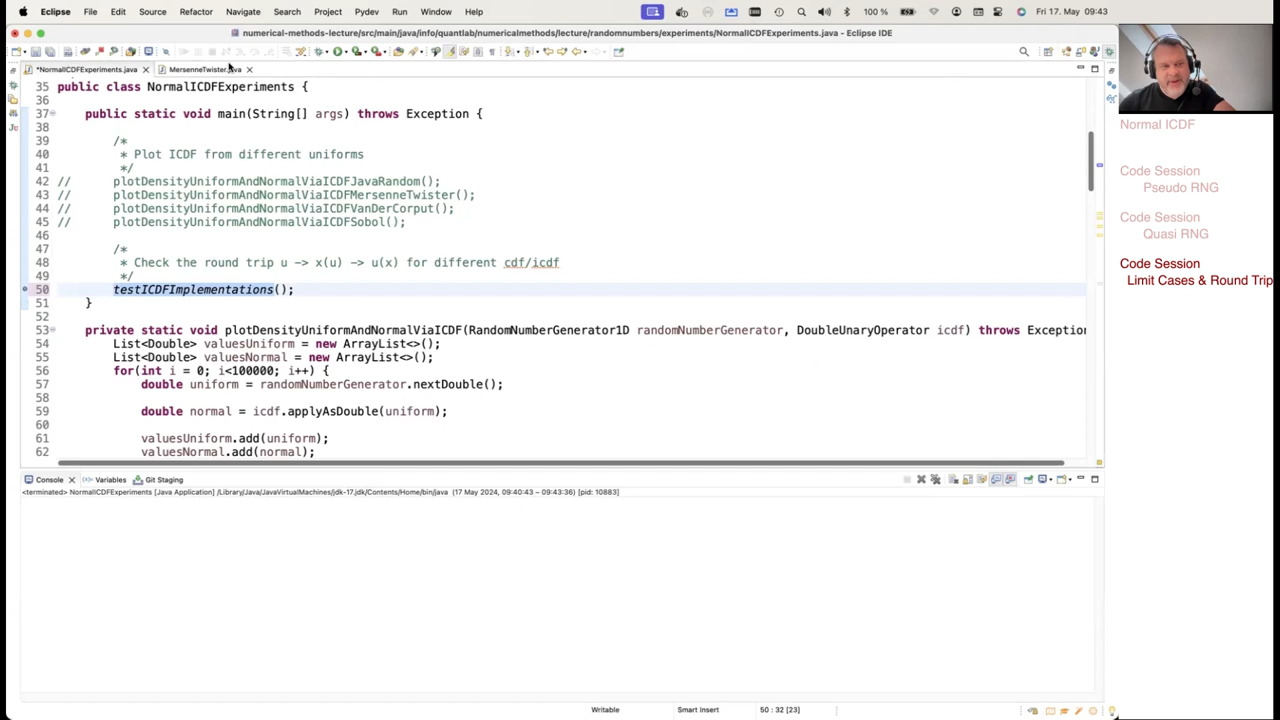 Eclipse File Edit Source Refactor Navigate Search Project Pydev Run Window Help 100 % Fri 17. May 09:43
numerical-methods-lecture/src/main/java/info/quantlab/numericalmethods/lecture/randomnumbers/experiments/NormalICDFExperiments.java - Eclipse IDE
*NormalICDFExperiments.java MersenneTwister.java
35 public class NormalICDFExperiments {
36
37 public static void main(String[] args) throws Exception {
38
39 /*
40 * Plot ICDF from different uniforms
41 */
42 // plotDensityUniformAndNormalViaICDFJavaRandom();
43 // plotDensityUniformAndNormalViaICDFMersenneTwister();
44 // plotDensityUniformAndNormalViaICDFVanDerCorput();
45 // plotDensityUniformAndNormalViaICDFSobol();
46
47 /*
48 * Check the round trip u -> x(u) -> u(x) for different cdf/icdf
49 */
50 testICDFImplementations();
51 }
52
53 private static void plotDensityUniformAndNormalViaICDF(RandomNumberGenerator1D randomNumberGenerator, DoubleUnaryOperator icdf) throws Exception
54 List<Double> valuesUniform = new ArrayList<>();
55 List<Double> valuesNormal = new ArrayList<>();
56 for(int i = 0; i<100000; i++) {
57 double uniform = randomNumberGenerator.nextDouble();
58
59 double normal = icdf.applyAsDouble(uniform);
60
61 valuesUniform.add(uniform);
62 valuesNormal.add(normal);
Console Variables Git Staging
<terminated> NormalICDFExperiments [Java Application] /Library/Java/JavaVirtualMachines/jdk-17.jdk/Contents/Home/bin/java (17 May 2024, 09:40:43 – 09:43:36) [pid: 10883]
Writable Smart Insert 50 : 32 [23]
Normal ICDF
Code Session
Pseudo RNG
Code Session
Quasi RNG
Code Session
Limit Cases & Round Trip